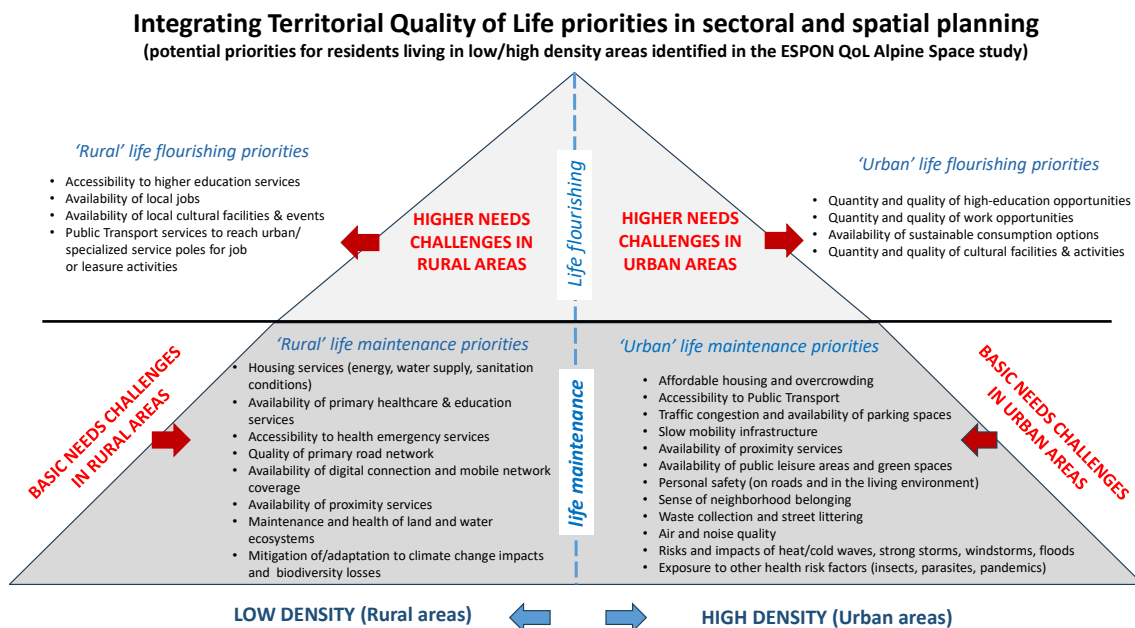 Integrating Territorial Quality of Life priorities in sectoral and spatial planning
(potential priorities for residents living in low/high density areas identified in the ESPON QoL Alpine Space study)
‘Rural’ life flourishing priorities
• Accessibility to higher education services
• Availability of local jobs
• Availability of local cultural facilities & events
• Public Transport services to reach urban/
specialized service poles for job
or leasure activities
HIGHER NEEDS
CHALLENGES IN
RURAL AREAS
Life flourishing
HIGHER NEEDS
CHALLENGES IN
URBAN AREAS
‘Urban’ life flourishing priorities
• Quantity and quality of high-education opportunities
• Quantity and quality of work opportunities
• Availability of sustainable consumption options
• Quantity and quality of cultural facilities & activities
BASIC NEEDS CHALLENGES
IN RURAL AREAS
‘Rural’ life maintenance priorities
• Housing services (energy, water supply, sanitation
conditions)
• Availability of primary healthcare & education
services
• Accessibility to health emergency services
• Quality of primary road network
• Availability of digital connection and mobile network
coverage
• Availability of proximity services
• Maintenance and health of land and water
ecosystems
• Mitigation of/adaptation to climate change impacts
and biodiversity losses
life maintenance
‘Urban’ life maintenance priorities
• Affordable housing and overcrowding
• Accessibility to Public Transport
• Traffic congestion and availability of parking spaces
• Slow mobility infrastructure
• Availability of proximity services
• Availability of public leisure areas and green spaces
• Personal safety (on roads and in the living environment)
• Sense of neighborhood belonging
• Waste collection and street littering
• Air and noise quality
• Risks and impacts of heat/cold waves, strong storms, windstorms, floods
• Exposure to other health risk factors (insects, parasites, pandemics)
BASIC NEEDS CHALLENGES
IN URBAN AREAS
LOW DENSITY (Rural areas)
HIGH DENSITY (Urban areas)